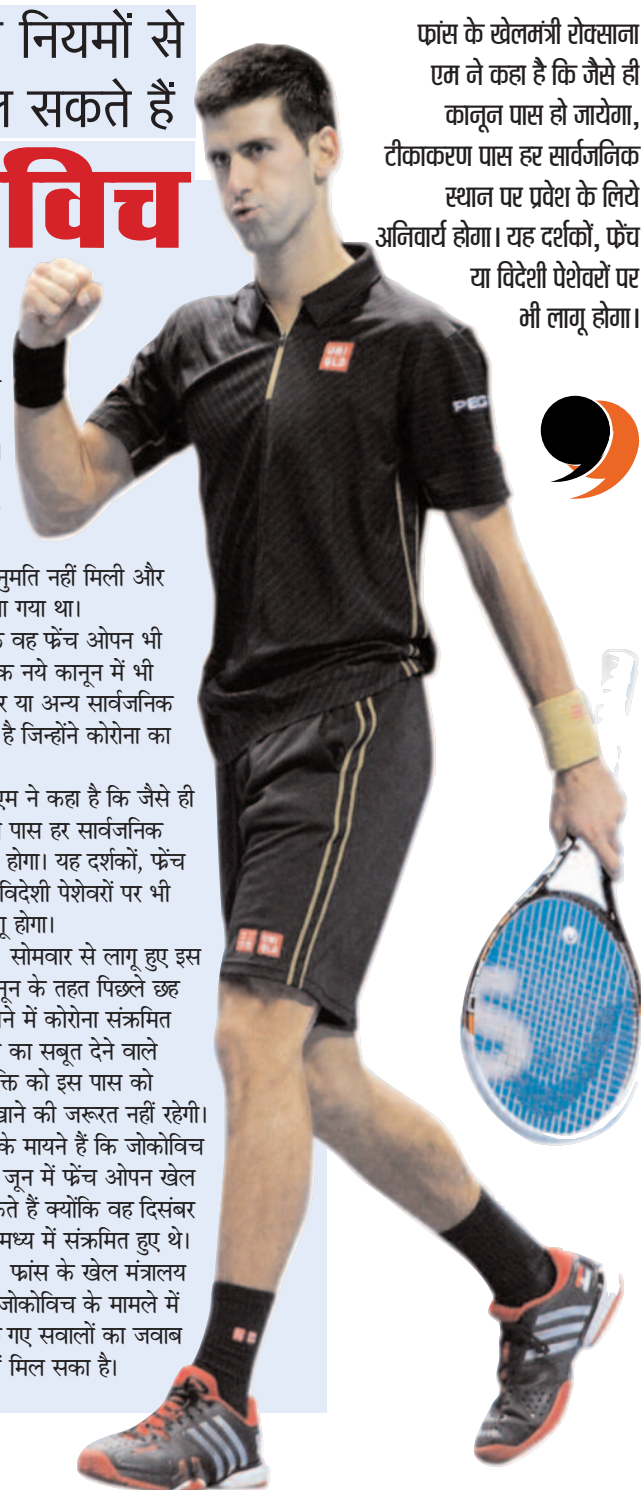 नियमों से
सकते हैं
विच
फ्रांस के खेलमंत्री रोक्साना
एम ने कहा है कि जैसे ही
कानून पास हो जायेगा,
टीकाकरण पास हर सार्वजनिक
स्थान पर प्रवेश के लिये
अनिवार्य होगा। यह दर्शकों, फ्रेंच
या विदेशी पेशेवरों पर
भी लागू होगा।
नुमति नहीं मिली और
गया था।
वह फ्रेंच ओपन भी
क नये कानून में भी
र या अन्य सार्वजनिक
है जिन्होंने कोरोना का
एम ने कहा है कि जैसे ही
पास हर सार्वजनिक
होगा। यह दर्शकों, फ्रेंच
विदेशी पेशेवरों पर भी
गू होगा।
सोमवार से लागू हुए इस
नून के तहत पिछले छह
ने में कोरोना संक्रमित
का सबूत देने वाले
क्ति को इस पास को
खाने की जरूरत नहीं रहेगी।
के मायने हैं कि जोकोविच
जून में फ्रेंच ओपन खेल
ते हैं क्योंकि वह दिसंबर
मध्य में संक्रमित हुए थे।
फ्रांस के खेल मंत्रालय
जोकोविच के मामले में
गए सवालों का जवाब
मिल सका है।
UNI
QLO
PEU